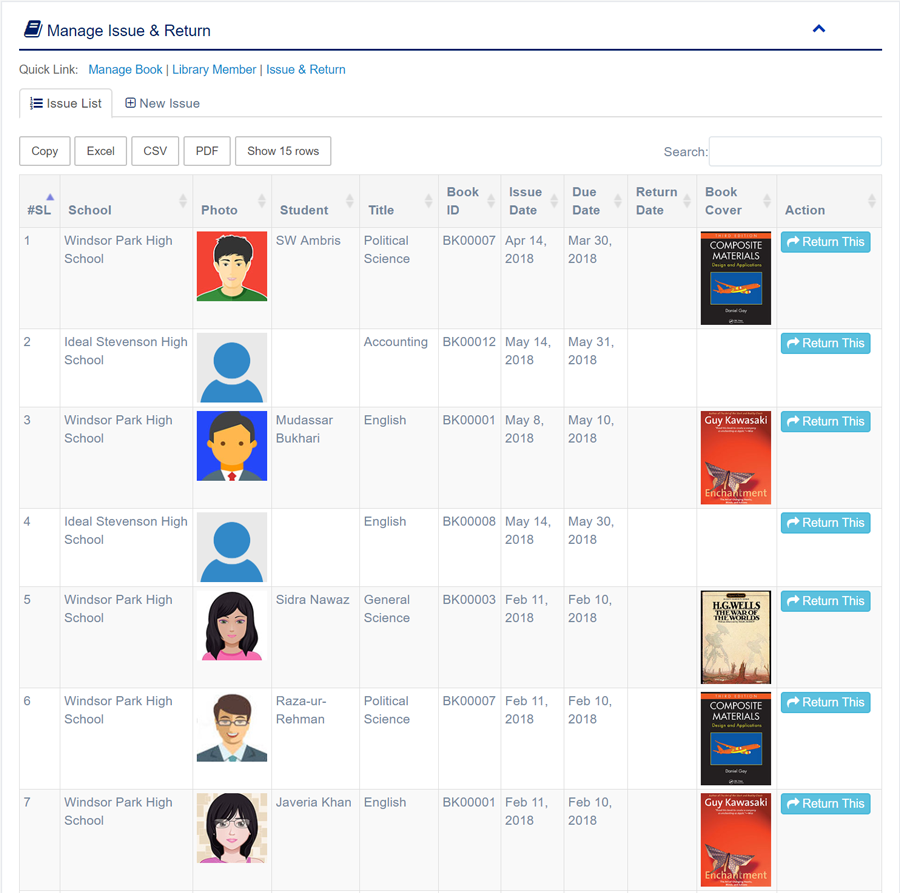 Manage Issue & Return
Quick Link: Manage Book | Library Member | Issue & Return
Issue List New Issue
Copy Excel CSV PDF Show 15 rows Search:
#SL School Photo Student Title Book ID Issue Date Due Date Return Date Book Cover Action
1 Windsor Park High School SW Ambris Political Science BK00007 Apr 14, 2018 Mar 30, 2018 Return This
THIRD EDITION
COMPOSITE
MATERIALS
Design and Applications
Daniel Gay
2 Ideal Stevenson High School Accounting BK00012 May 14, 2018 May 31, 2018 Return This
3 Windsor Park High School Mudassar Bukhari English BK00001 May 8, 2018 May 10, 2018 Return This
Guy Kawasaki
Enchantment
4 Ideal Stevenson High School English BK00008 May 14, 2018 May 30, 2018 Return This
5 Windsor Park High School Sidra Nawaz General Science BK00003 Feb 11, 2018 Feb 10, 2018 Return This
H.G.WELLS
THE WAR OF
THE WORLDS
6 Windsor Park High School Raza-ur-Rehman Political Science BK00007 Feb 11, 2018 Feb 10, 2018 Return This
THIRD EDITION
COMPOSITE
MATERIALS
Design and Applications
Daniel Gay
7 Windsor Park High School Javeria Khan English BK00001 Feb 11, 2018 Feb 10, 2018 Return This
Guy Kawasaki
Enchantment